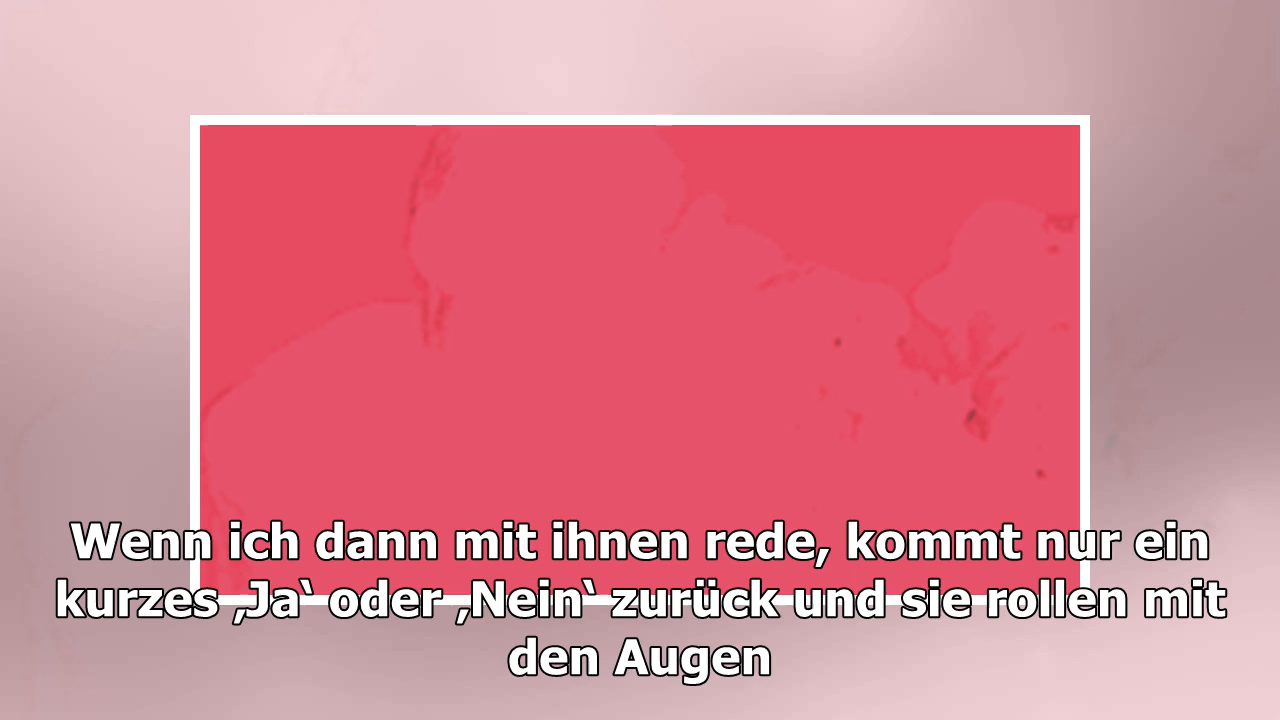 Wenn ich dann mit ihnen rede, kommt nur ein
kurzes ‚Ja‘ oder ‚Nein‘ zurück und sie rollen mit
den Augen